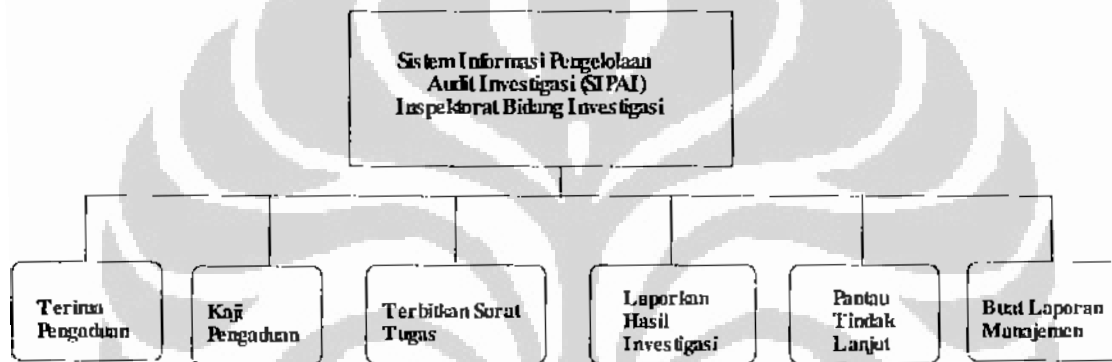 Sistem Informasi Pengelolaan
Audit Investigasi (SIPAI)
Inspektorat Bidang Investigasi
Terima
Pengaduan
Kaji
Pengaduan
Terbitkan Surat
Tugas
Laporkan
Hasil
Investigasi
Pantau
Tindak
Lanjut
Buat Laporan
Manajemen